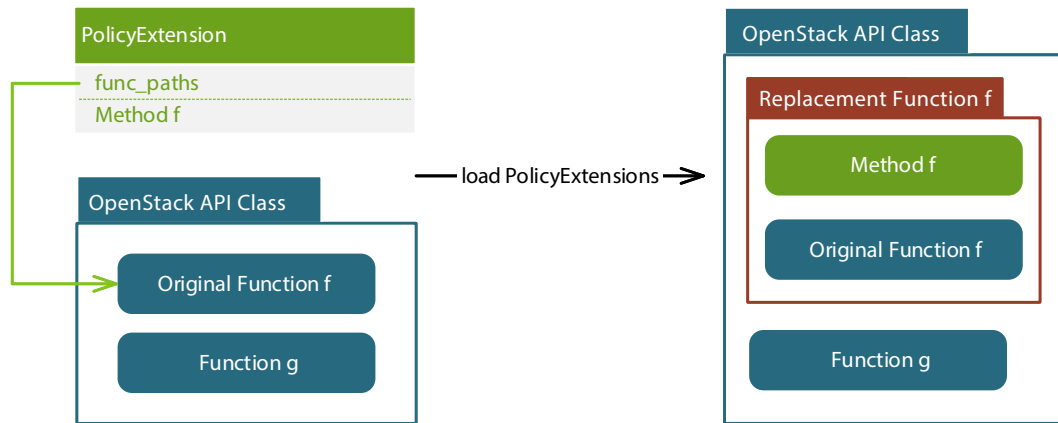 PolicyExtension
func_paths
Method f
OpenStack API Class
Original Function f
Function g
load PolicyExtensions
OpenStack API Class
Replacement Function f
Method f
Original Function f
Function g